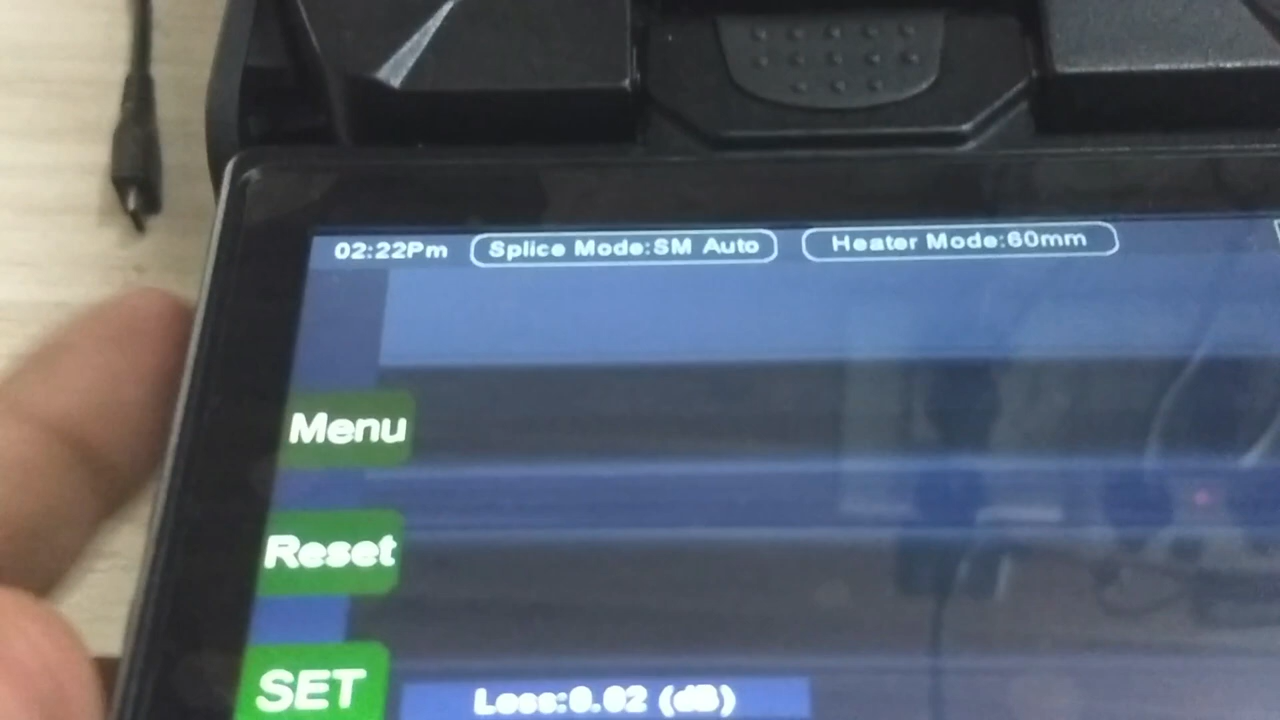 02:22Pm Splice Mode:SM Auto Heater Mode:60mm
Menu
Reset
SET
Loss:0.02 (dB)